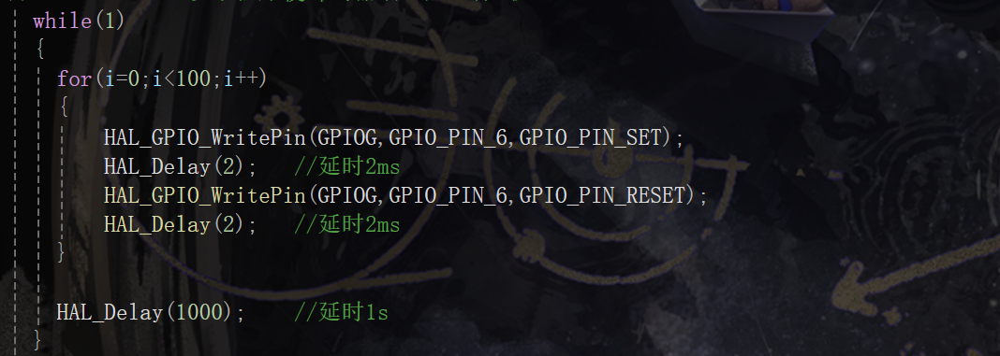 while(1)
{
for(i=0;i<100;i++)
{
HAL_GPIO_WritePin(GPIOG,GPIO_PIN_6,GPIO_PIN_SET);
HAL_Delay(2);   //延时2ms
HAL_GPIO_WritePin(GPIOG,GPIO_PIN_6,GPIO_PIN_RESET);
HAL_Delay(2);   //延时2ms
}
HAL_Delay(1000);    //延时1s
}